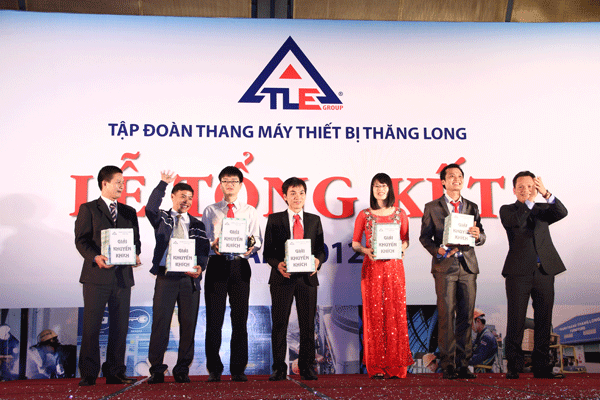 TLE
GROUP
®
TẬP ĐOÀN THANG MÁY THIẾT BỊ THĂNG LONG
LỄ TỔNG KẾT
2012
GIẢI
KHUYẾN
KHÍCH
GIẢI
KHUYẾN
KHÍCH
GIẢI
KHUYẾN
KHÍCH
GIẢI
KHUYẾN
KHÍCH
GIẢI
KHUYẾN
KHÍCH
GIẢI
KHUYẾN
KHÍCH